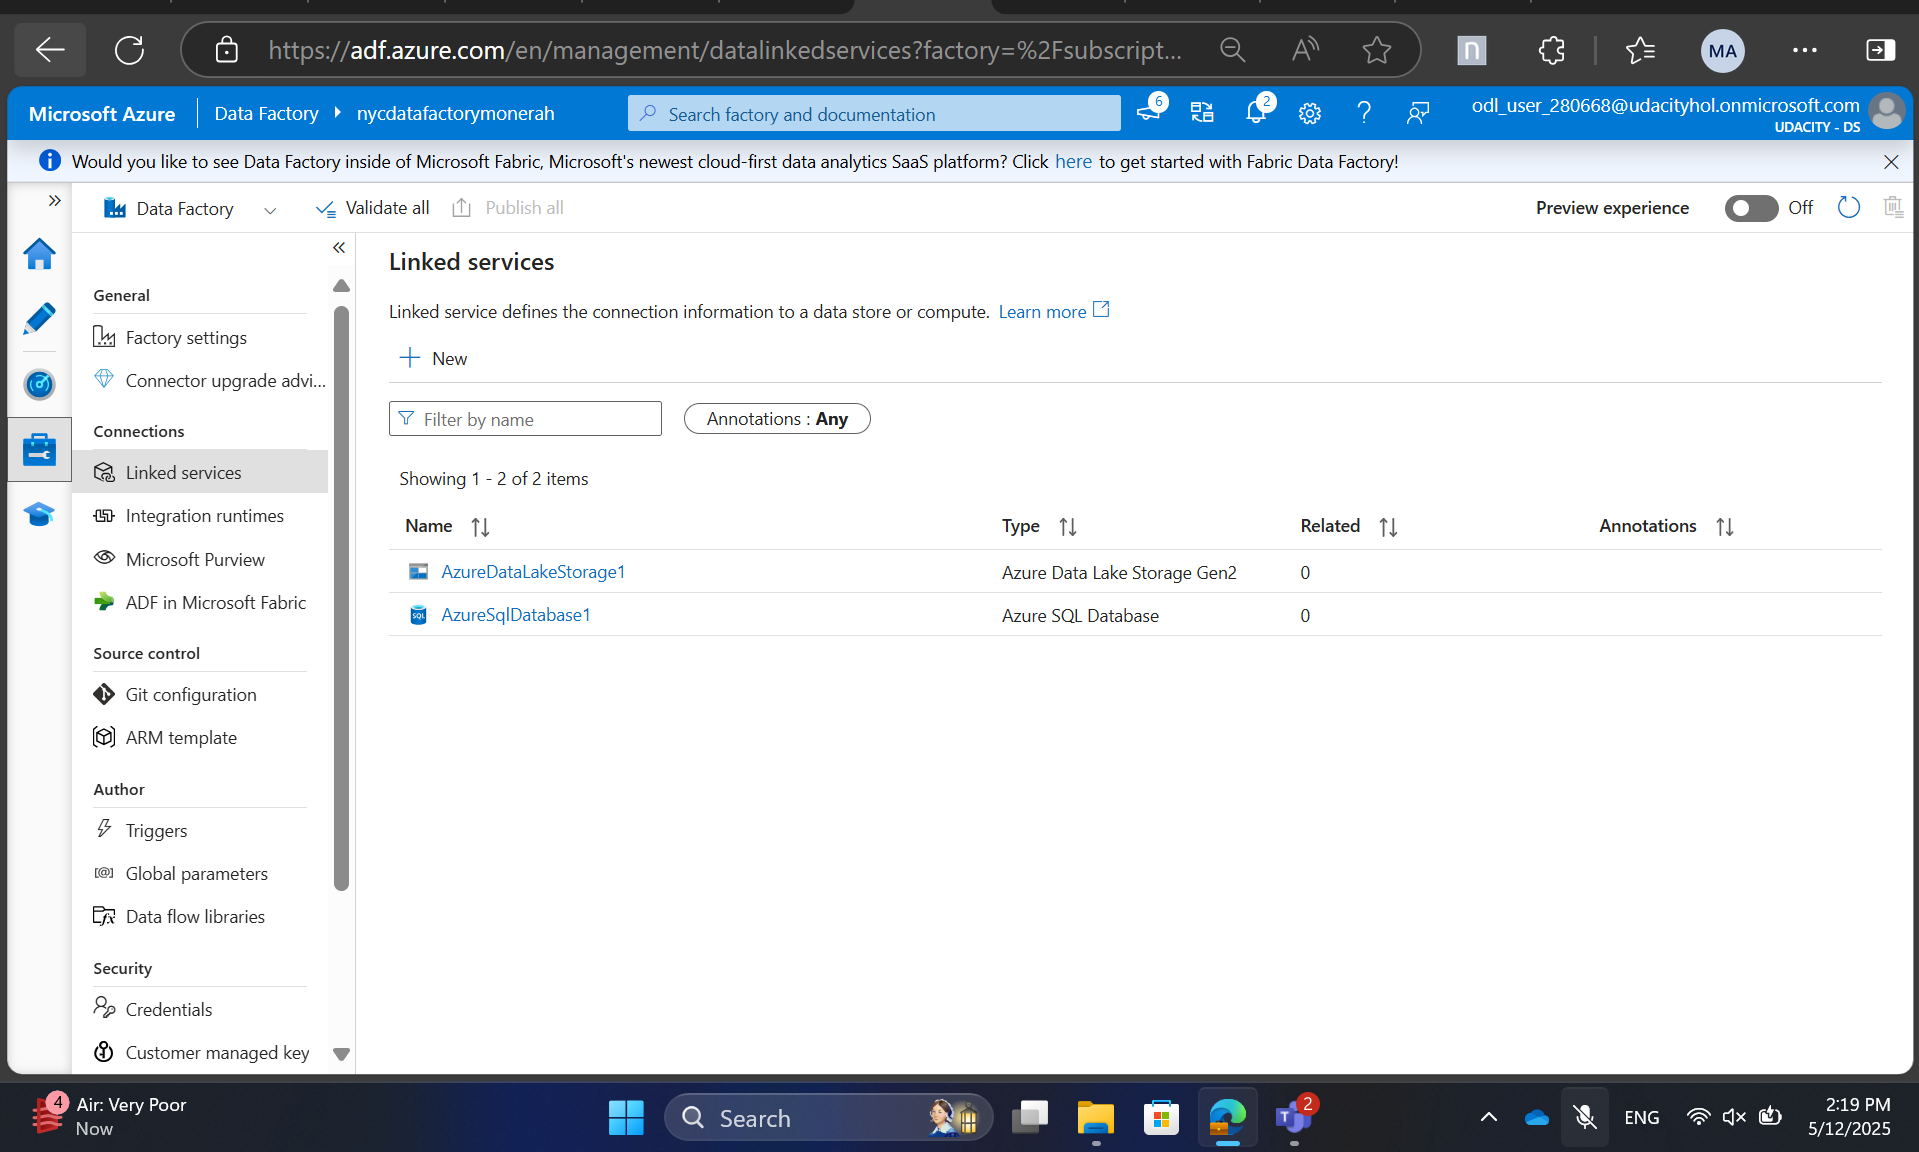 https://adf.azure.com/en/management/datalinkedservices?factory=%2Fsubscript...
MA
Microsoft Azure
Data Factory
nycdatafactorymonerah
Search factory and documentation
6
2
odl_user_280668@udacityhol.onmicrosoft.com
UDACITY - DS
Would you like to see Data Factory inside of Microsoft Fabric, Microsoft's newest cloud-first data analytics SaaS platform? Click here to get started with Fabric Data Factory!
Data Factory
Validate all
Publish all
Preview experience
Off
General
Factory settings
Connector upgrade advi...
Connections
Linked services
Integration runtimes
Microsoft Purview
ADF in Microsoft Fabric
Source control
Git configuration
ARM template
Author
Triggers
Global parameters
Data flow libraries
Security
Credentials
Customer managed key
Linked services
Linked service defines the connection information to a data store or compute. Learn more
New
Filter by name
Annotations : Any
Showing 1 - 2 of 2 items
Name Type Related Annotations
AzureDataLakeStorage1 Azure Data Lake Storage Gen2 0
SQL AzureSqlDatabase1 Azure SQL Database 0
4
Air: Very Poor
Now
Search
2
ENG
2:19 PM
5/12/2025